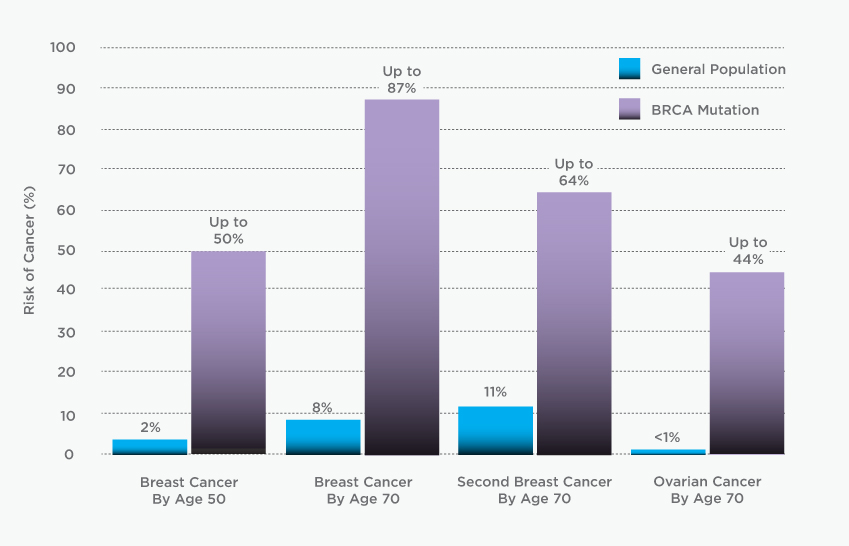 100
90
80
70
60
50
40
30
20
10
0
Risk of Cancer (%)
General Population
BRCA Mutation
2%
Up to
50%
8%
Up to
87%
11%
Up to
64%
<1%
Up to
44%
Breast Cancer
By Age 50
Breast Cancer
By Age 70
Second Breast Cancer
By Age 70
Ovarian Cancer
By Age 70